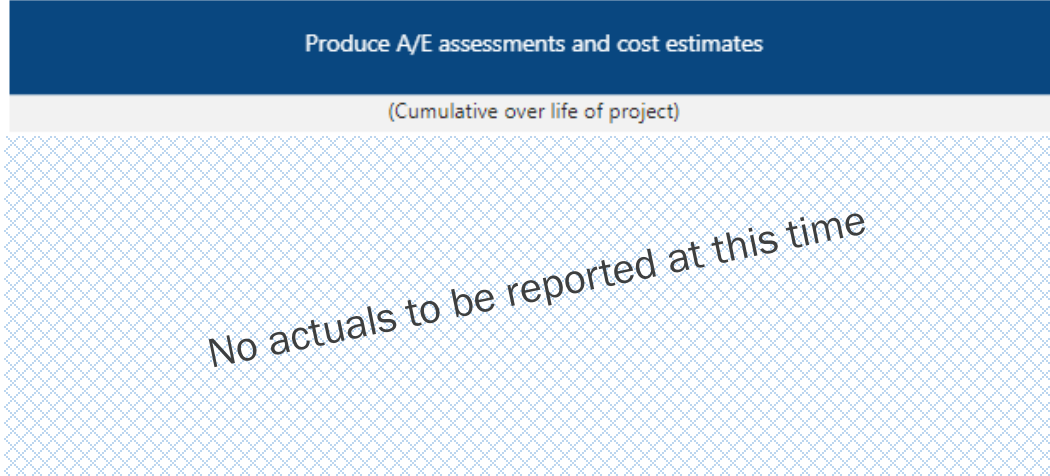 Produce A/E assessments and cost estimates
(Cumulative over life of project)
No actuals to be reported at this time